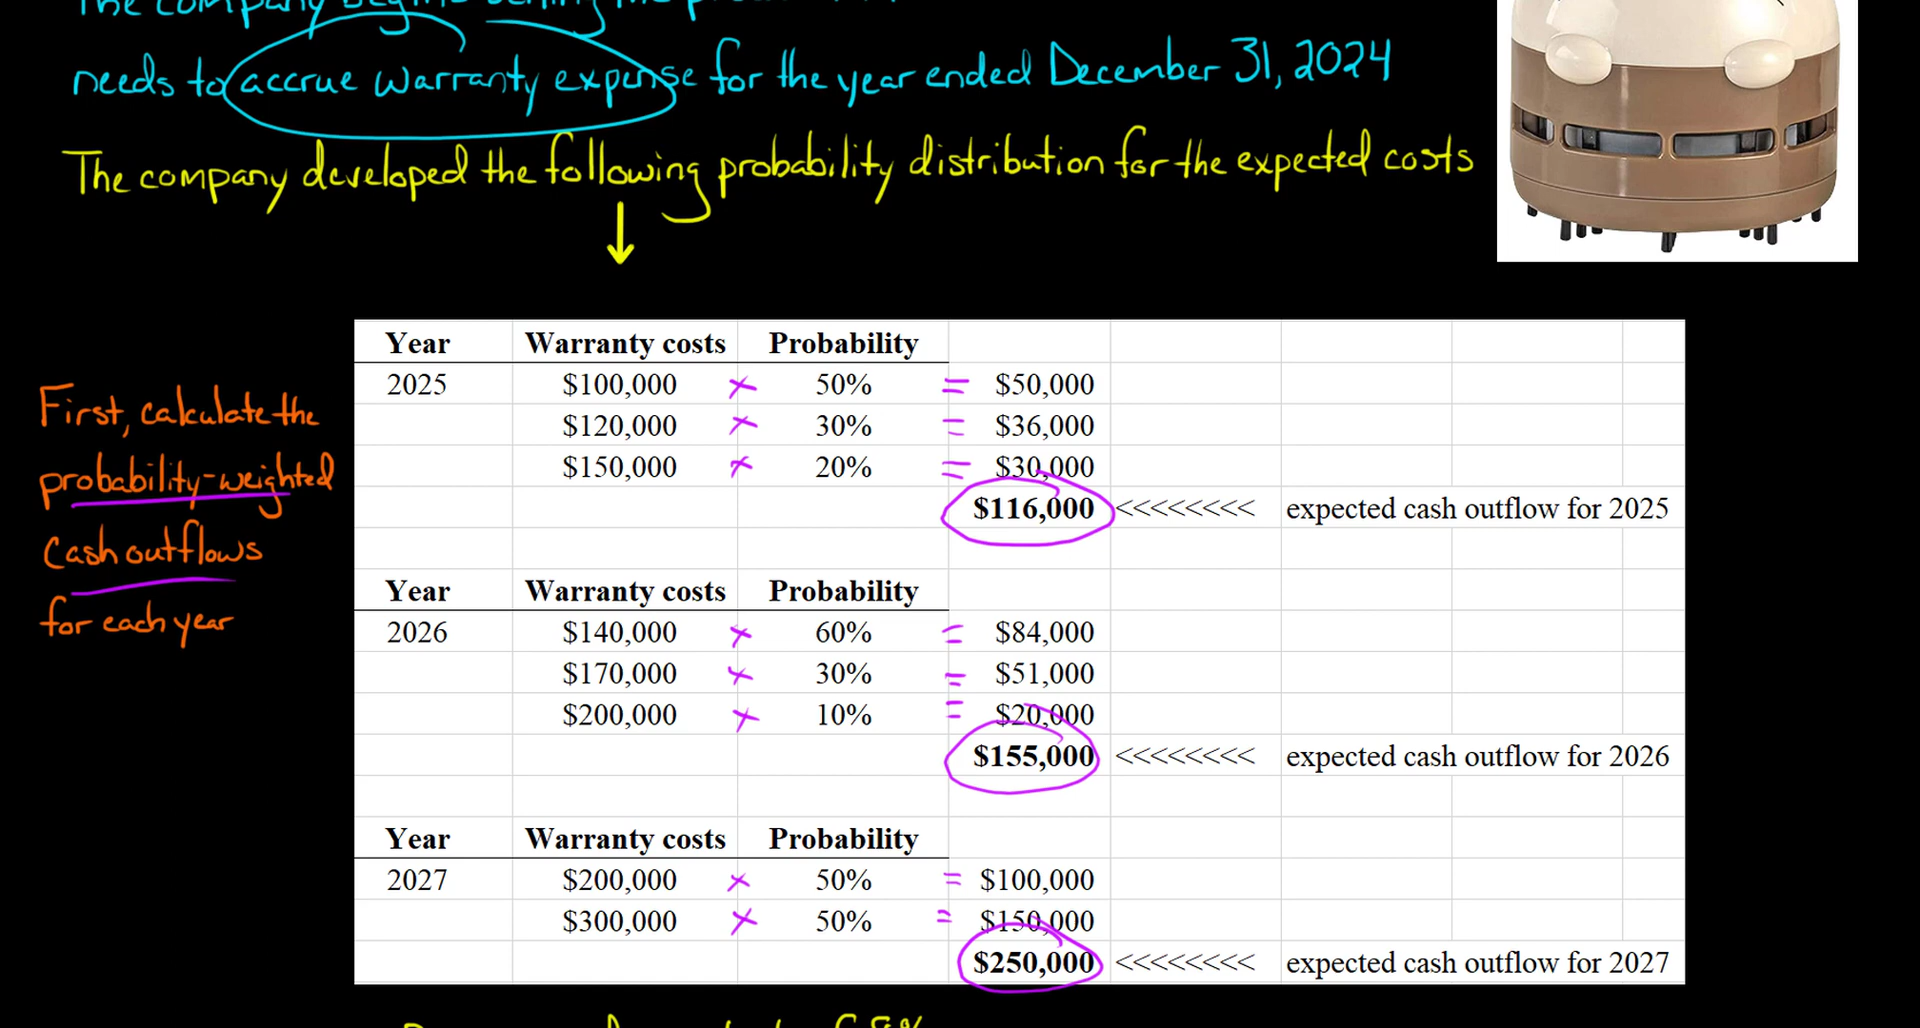 The company begins selling the
needs to accrue warranty expense for the year ended December 31, 2024
The company developed the following probability distribution for the expected costs
First, calculate the
probability-weighted
cash outflows
for each year
Year Warranty costs Probability
2025 $100,000 × 50% = $50,000
$120,000 × 30% = $36,000
$150,000 × 20% = $30,000
$116,000 <<<<<<<< expected cash outflow for 2025
Year Warranty costs Probability
2026 $140,000 × 60% = $84,000
$170,000 × 30% = $51,000
$200,000 × 10% = $20,000
$155,000 <<<<<<<< expected cash outflow for 2026
Year Warranty costs Probability
2027 $200,000 × 50% = $100,000
$300,000 × 50% = $150,000
$250,000 <<<<<<<< expected cash outflow for 2027